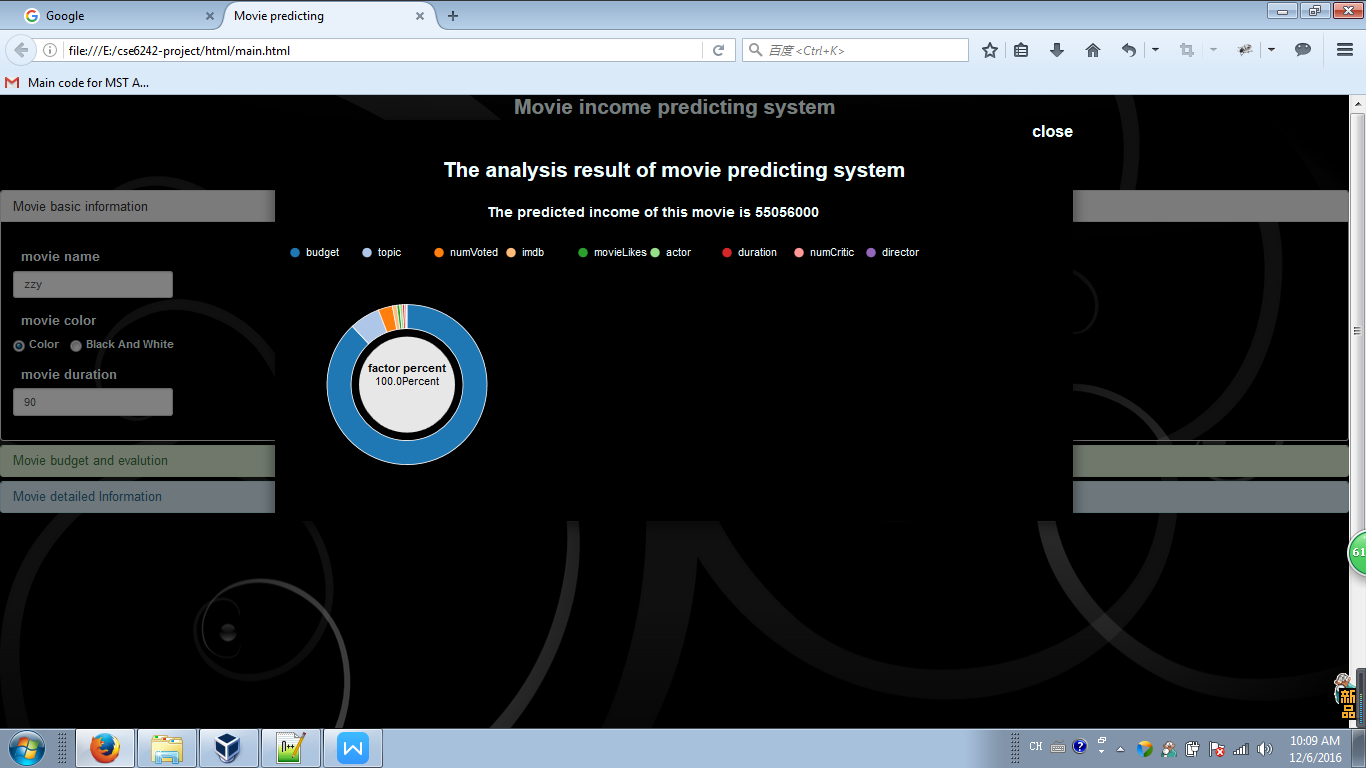 Google
Movie predicting
file:///E:/cse6242-project/html/main.html
百度 <Ctrl+K>
Main code for MST A...
Movie income predicting system
close
The analysis result of movie predicting system
Movie basic information
The predicted income of this movie is 55056000
budget topic numVoted imdb movieLikes actor duration numCritic director
movie name
zzy
movie color
Color Black And White
movie duration
90
factor percent
100.0Percent
Movie budget and evalution
Movie detailed Information
61
新
品
CH
10:09 AM
12/6/2016